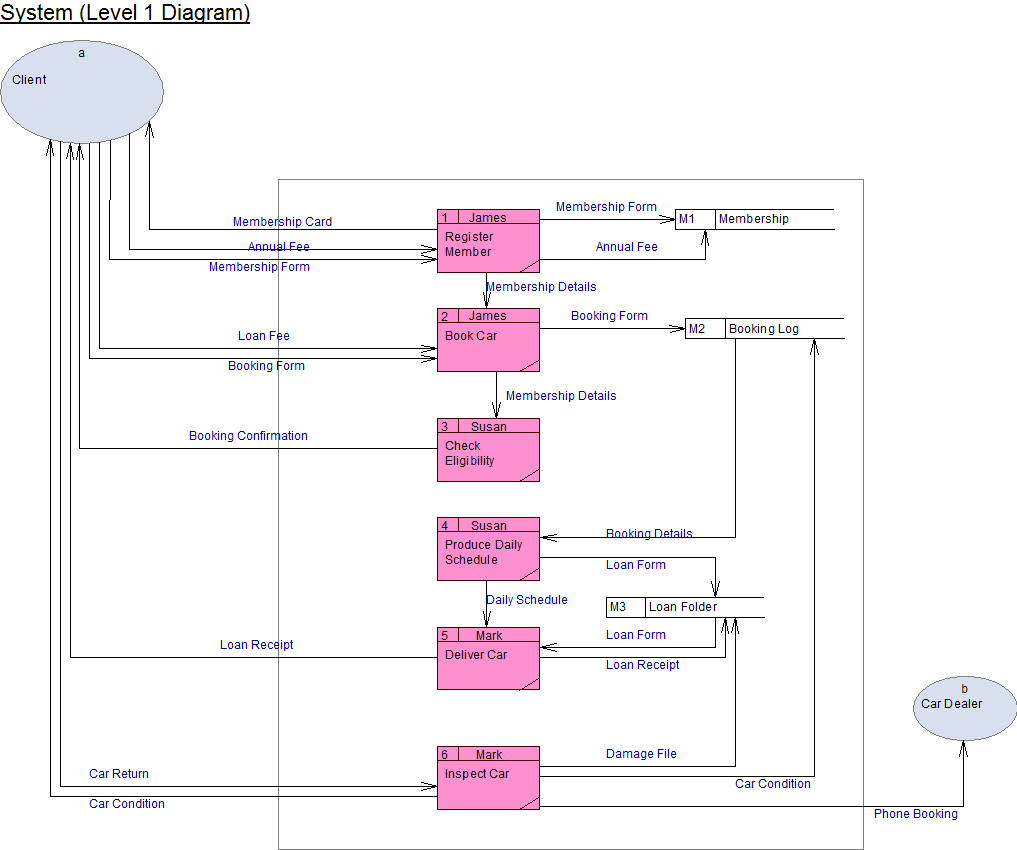 System (Level 1 Diagram)
a
Client
Membership Card
Annual Fee
Membership Form
1 James
Register
Member
Membership Form
M1 Membership
Annual Fee
Membership Details
2 James
Book Car
Loan Fee
Booking Form
Booking Form
M2 Booking Log
Membership Details
3 Susan
Check
Eligibility
Booking Confirmation
4 Susan
Produce Daily
Schedule
Booking Details
Loan Form
Daily Schedule
M3 Loan Folder
5 Mark
Deliver Car
Loan Receipt
Loan Form
Loan Receipt
b
Car Dealer
6 Mark
Inspect Car
Car Return
Car Condition
Damage File
Car Condition
Phone Booking